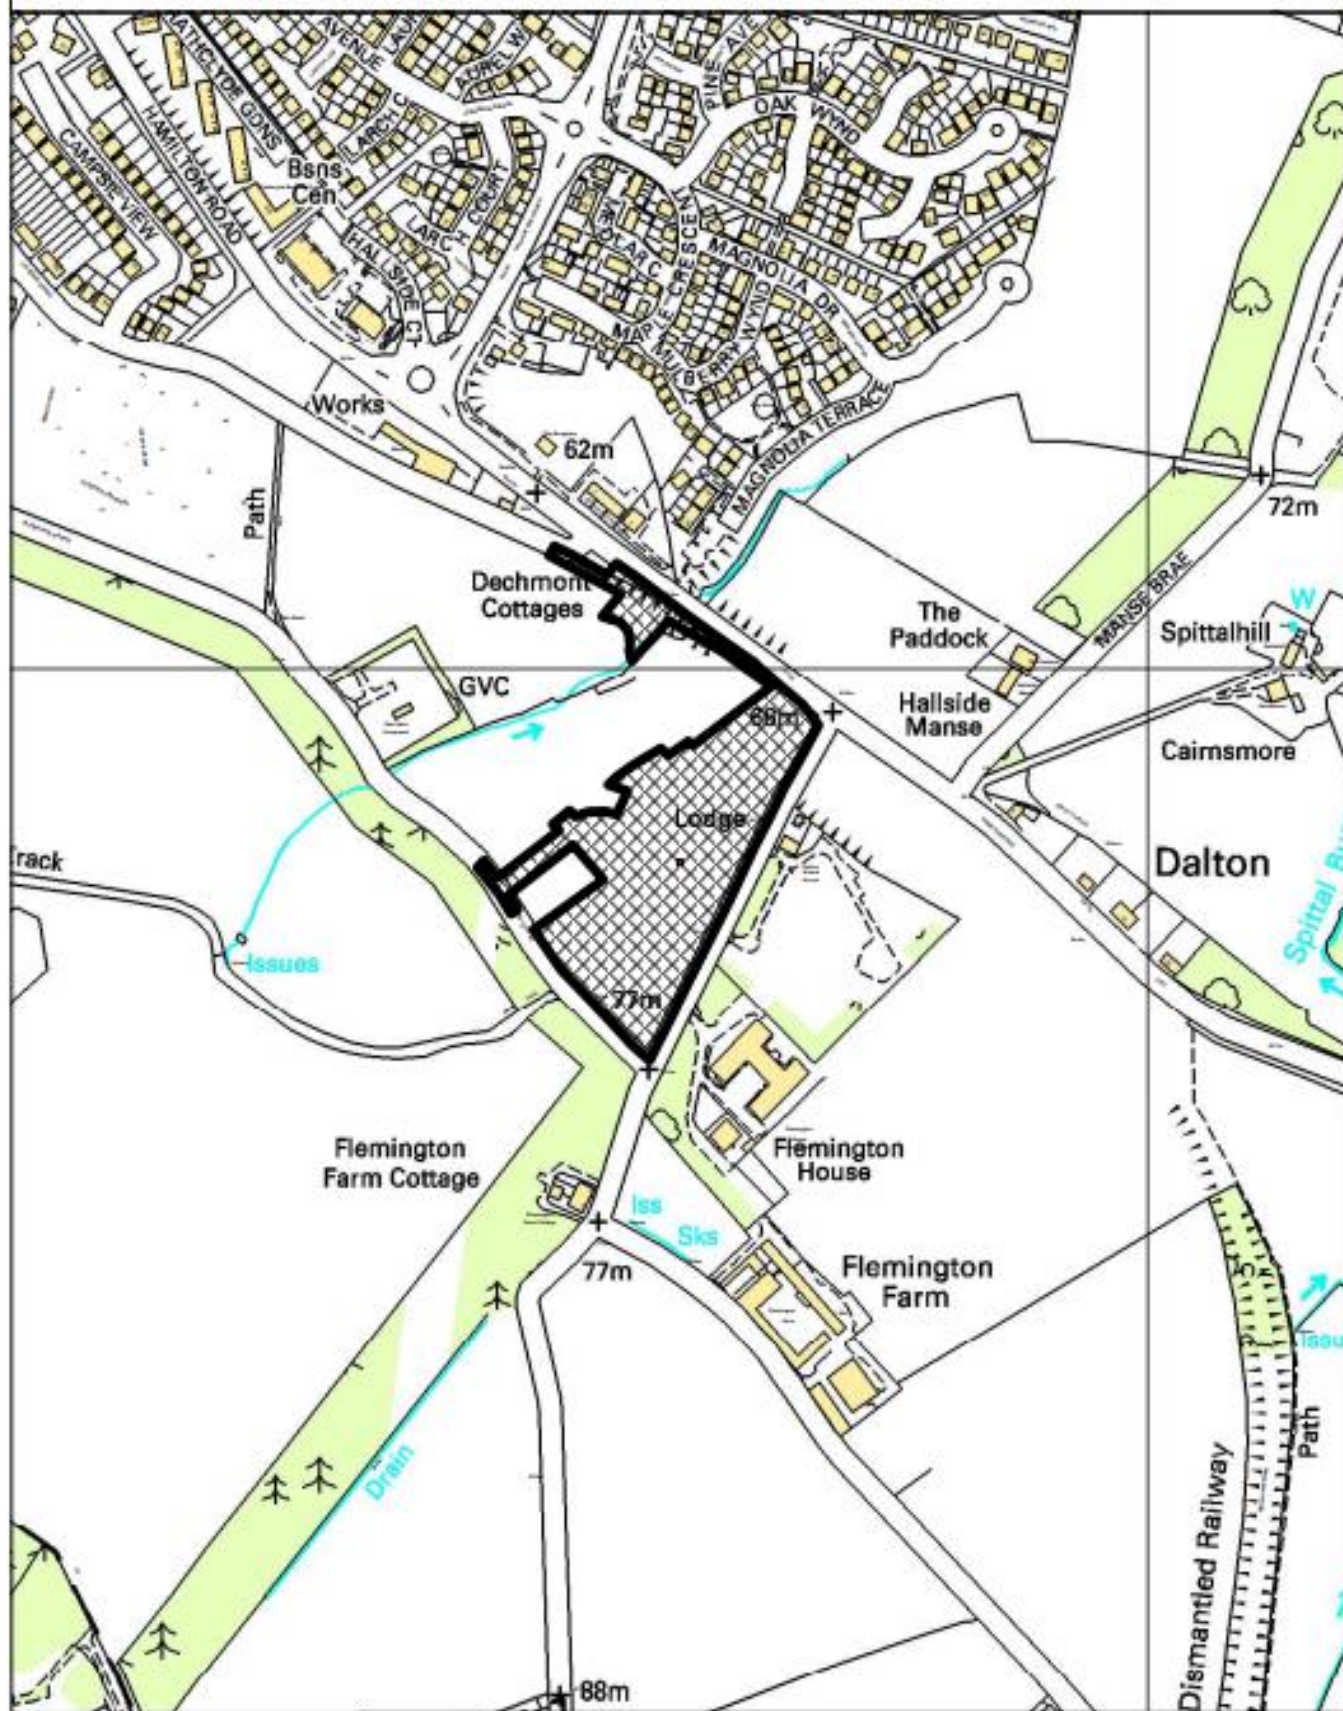 AVENUE
PINE AVE
OAK WYND
HAMILTON ROAD
CAMPSIE VIEW
Bsns
Cen
LARCH COURT
HALLSIDE CT
MAPLE CRESCENT
MAGNOLIA DR
MULBERRY WYND
MAGNOLIA TERRACE
Works
62m
Path
72m
Dechmont
Cottages
MANSE BRAE
The
Paddock
W
Spittalhill
GVC
Hallside
Manse
68m
Cairnsmore
Lodge
rack
Dalton
Issues
77m
Flemington
Farm Cottage
Flemington
House
Iss
Sks
77m
Flemington
Farm
Issu
Drain
Path
Dismantled Railway
88m